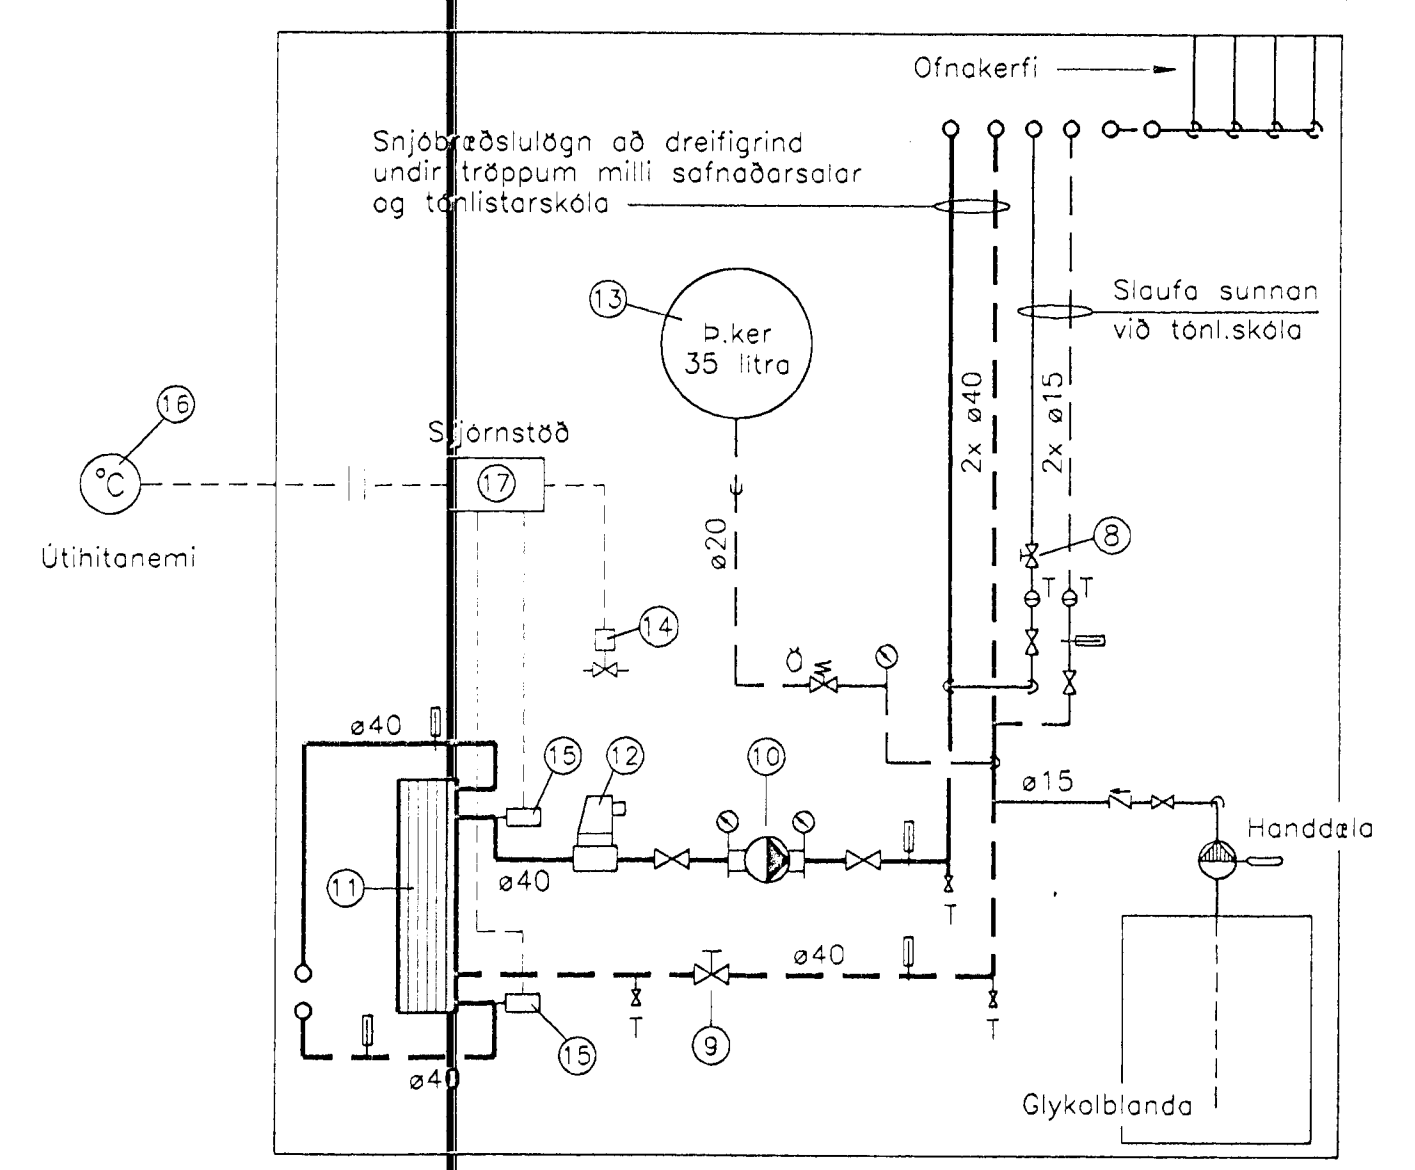 Ofnakerfi
Snjóbræðslulögn að dreifigrind
undir tröppum milli safnaðarsalar
og tónlistarskóla
13
Þ.ker
35 lítra
Slaufa sunnan
við tónl.skóla
2x ø40
2x ø15
16
°C
Útihitanemi
Stjórnstöð
17
ø20
8
T
T
14
Ö
ø40
15
12
10
ø15
Handdæla
11
ø40
T
ø40
T
T
15
9
ø40
Glykolblanda